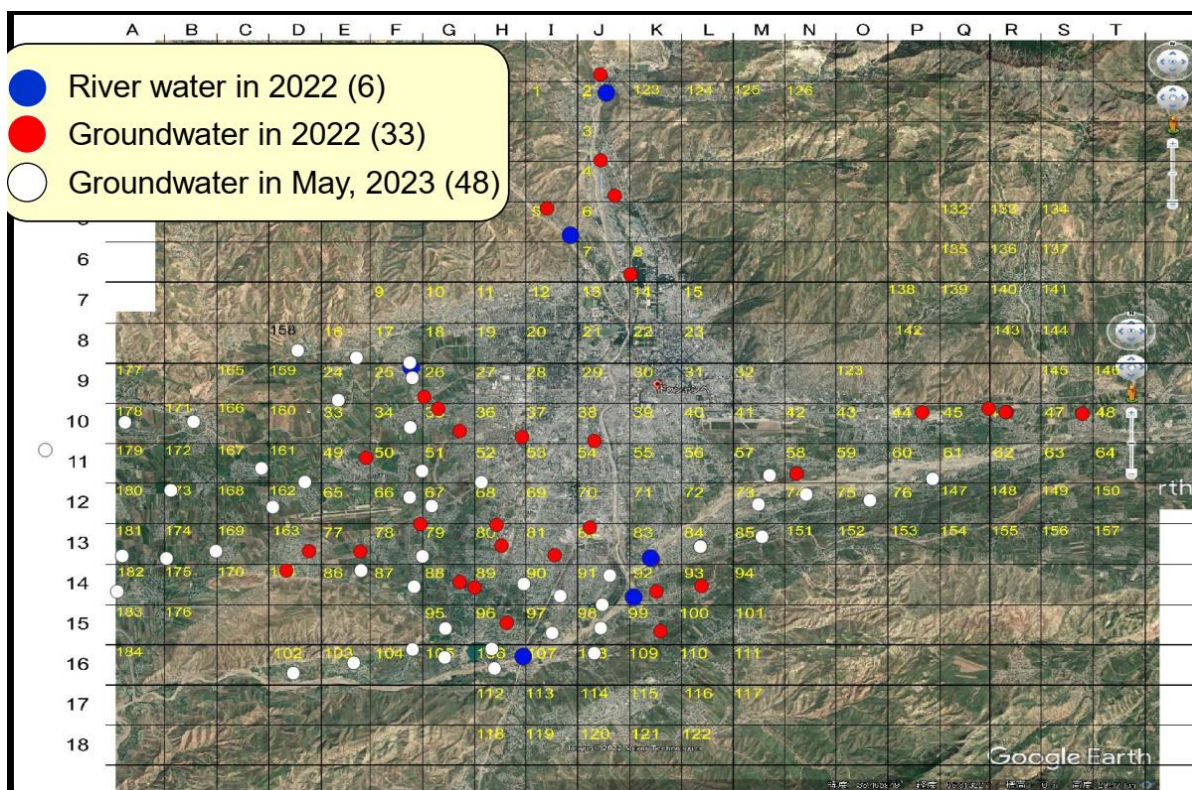 A B C D E F G H I J K L M N O P Q R S T
River water in 2022 (6)
Groundwater in 2022 (33)
Groundwater in May, 2023 (48)
1 2 123 124 125 126
3
4
5 6 132 133 134
6 7 8 135 136 137
7 9 10 11 12 13 14 15 138 139 140 141
8 158 16 17 18 19 20 21 22 23 142 143 144
9 177 165 159 24 25 26 27 28 29 30 31 32 123 145 146
10 178 171 166 160 33 34 36 37 38 39 40 41 42 43 44 45 47 48
11 179 172 167 161 49 50 51 52 53 54 55 56 57 58 59 60 61 62 63 64
12 180 173 168 162 65 66 67 68 69 70 71 72 73 74 75 76 147 148 149 150
rth
13 181 174 169 163 77 78 79 80 81 83 84 85 151 152 153 154 155 156 157
14 182 175 170 86 87 88 89 90 91 92 93 94
15 183 176 95 96 97 98 99 100 101
16 184 102 103 104 105 106 107 108 109 110 111
17 112 113 114 115 116 117
18 118 119 120 121 122
Google Earth